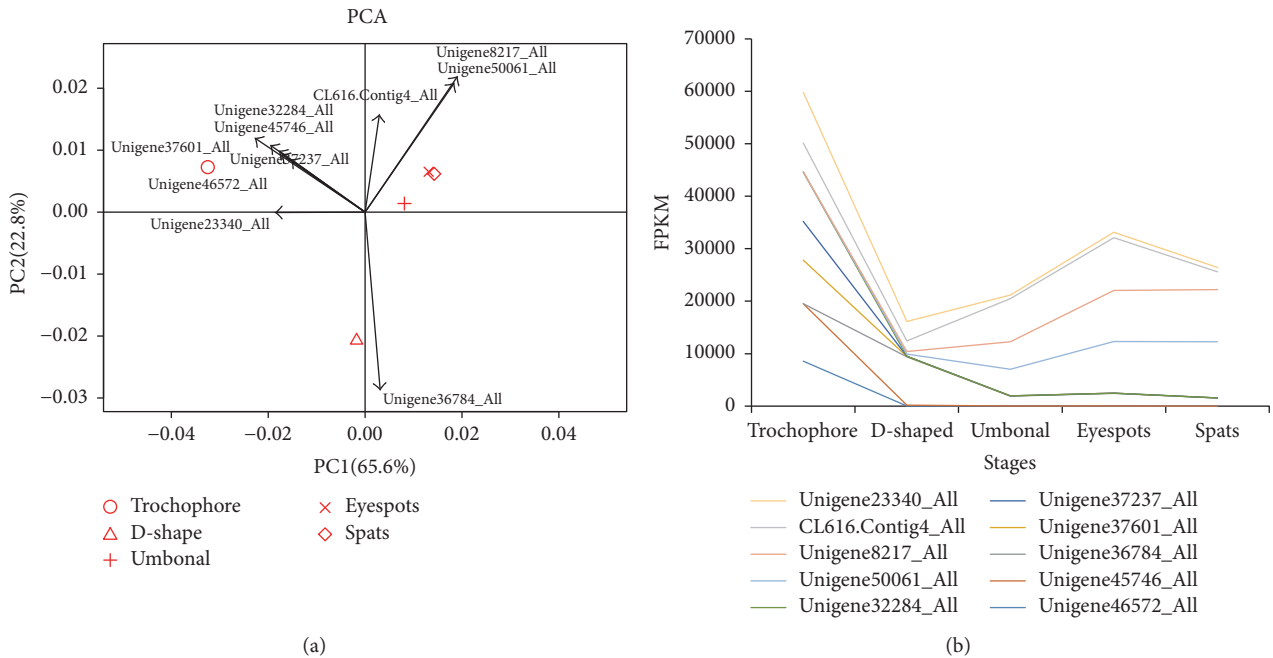 PCA
Unigene8217_All
Unigene50061_All
CL616.Contig4_All
Unigene32284_All
Unigene45746_All
Unigene37601_All
Unigene37237_All
Unigene46572_All
Unigene23340_All
Unigene36784_All
0.02
0.01
0.00
−0.01
−0.02
−0.03
PC2(22.8%)
−0.04
−0.02
0.00
0.02
0.04
PC1(65.6%)
Trochophore
D-shape
Umbonal
Eyespots
Spats
(a)
70000
60000
50000
40000
30000
20000
10000
0
FPKM
Trochophore
D-shaped
Umbonal
Eyespots
Spats
Stages
Unigene23340_All
CL616.Contig4_All
Unigene8217_All
Unigene50061_All
Unigene32284_All
Unigene37237_All
Unigene37601_All
Unigene36784_All
Unigene45746_All
Unigene46572_All
(b)